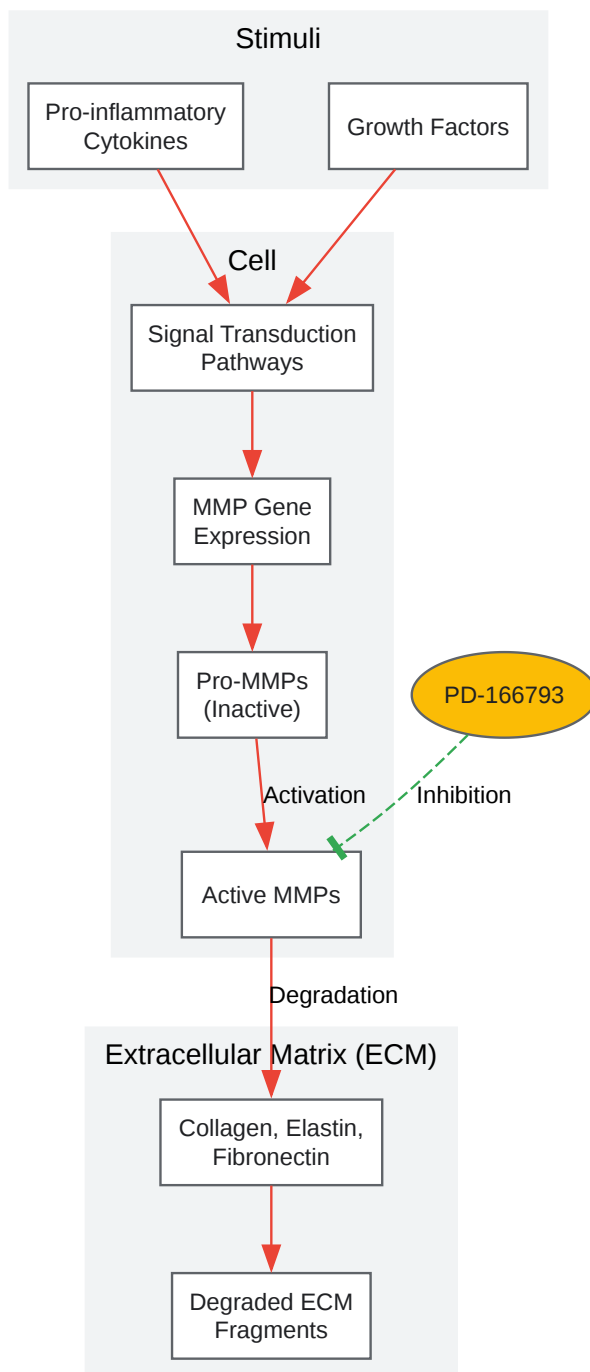 Stimuli
Pro-inflammatory
Cytokines
Growth Factors
Cell
Signal Transduction
Pathways
MMP Gene
Expression
Pro-MMPs
(Inactive)
PD-166793
Activation
Inhibition
Active MMPs
Degradation
Extracellular Matrix (ECM)
Collagen, Elastin,
Fibronectin
Degraded ECM
Fragments